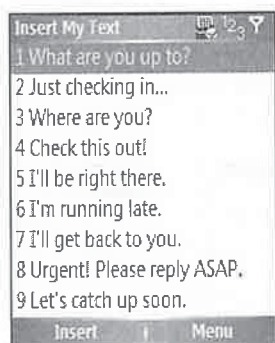 Insert My Text 123
1 What are you up to?
2 Just checking in...
3 Where are you?
4 Check this out!
5 I'll be right there.
6 I'm running late.
7 I'll get back to you.
8 Urgent! Please reply ASAP.
9 Let's catch up soon.
Insert Menu